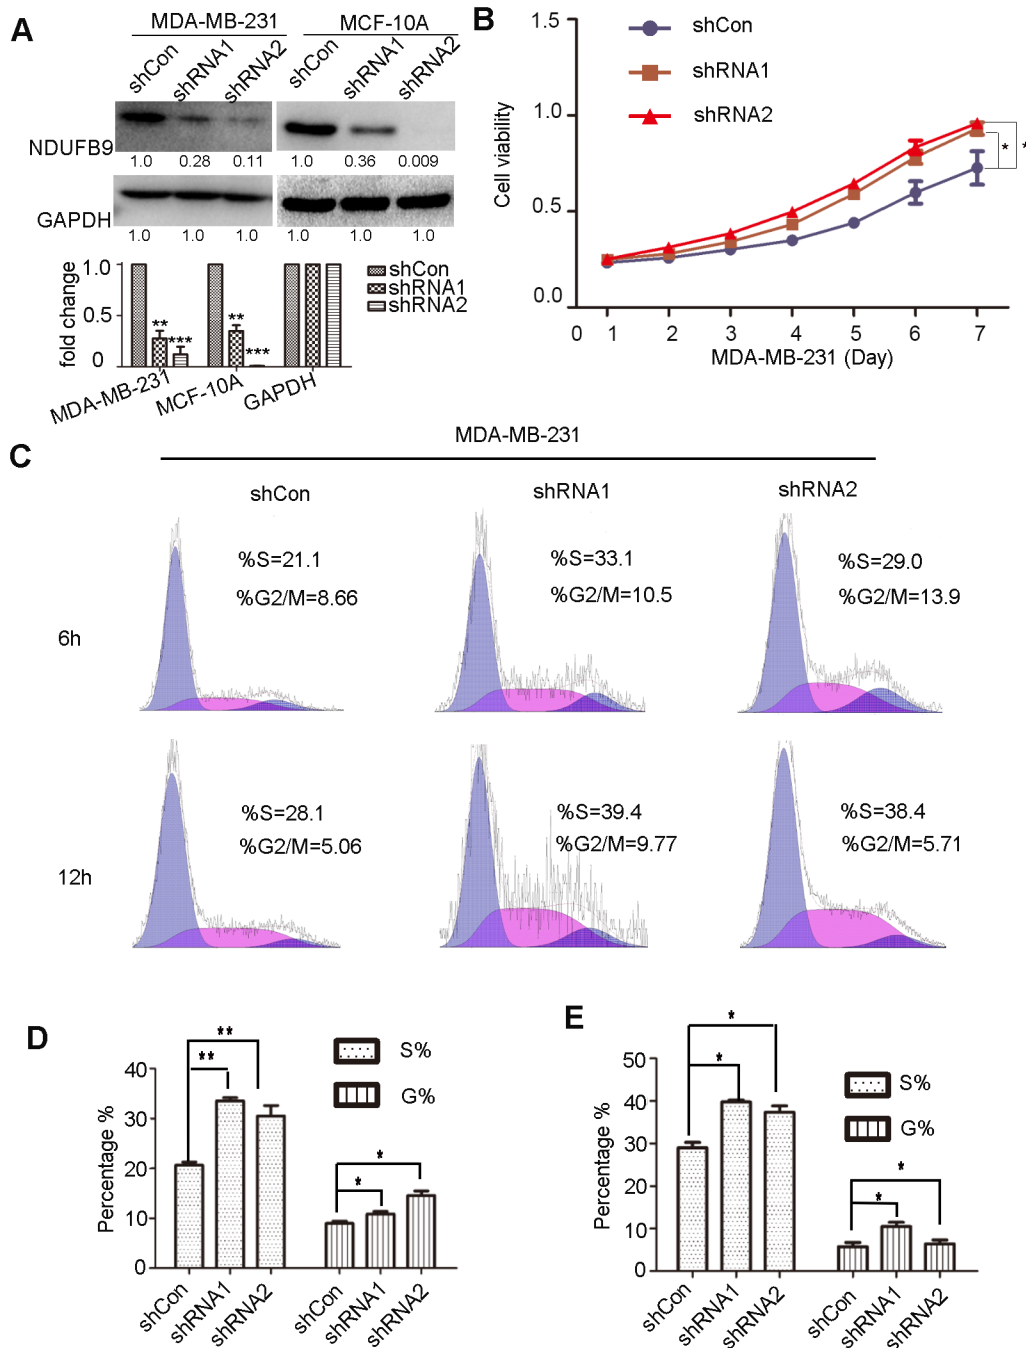 A
MDA-MB-231
MCF-10A
shCon
shRNA1
shRNA2
shCon
shRNA1
shRNA2
NDUFB9
1.0 0.28 0.11 1.0 0.36 0.009
GAPDH
1.0 1.0 1.0 1.0 1.0 1.0
fold change
1.0
0.5
0
** *** ** ***
MDA-MB-231
MCF-10A
GAPDH
shCon
shRNA1
shRNA2
B
Cell viability
1.5
1.0
0.5
0.0
0 1 2 3 4 5 6 7
MDA-MB-231 (Day)
shCon
shRNA1
shRNA2
* *
C
MDA-MB-231
shCon shRNA1 shRNA2
6h
%S=21.1
%G2/M=8.66
%S=33.1
%G2/M=10.5
%S=29.0
%G2/M=13.9
12h
%S=28.1
%G2/M=5.06
%S=39.4
%G2/M=9.77
%S=38.4
%G2/M=5.71
D
Percentage %
40
30
20
10
0
**
**
*
*
S%
G%
shCon
shRNA1
shRNA2
shCon
shRNA1
shRNA2
E
Percentage %
50
40
30
20
10
0
*
*
*
*
S%
G%
shCon
shRNA1
shRNA2
shCon
shRNA1
shRNA2